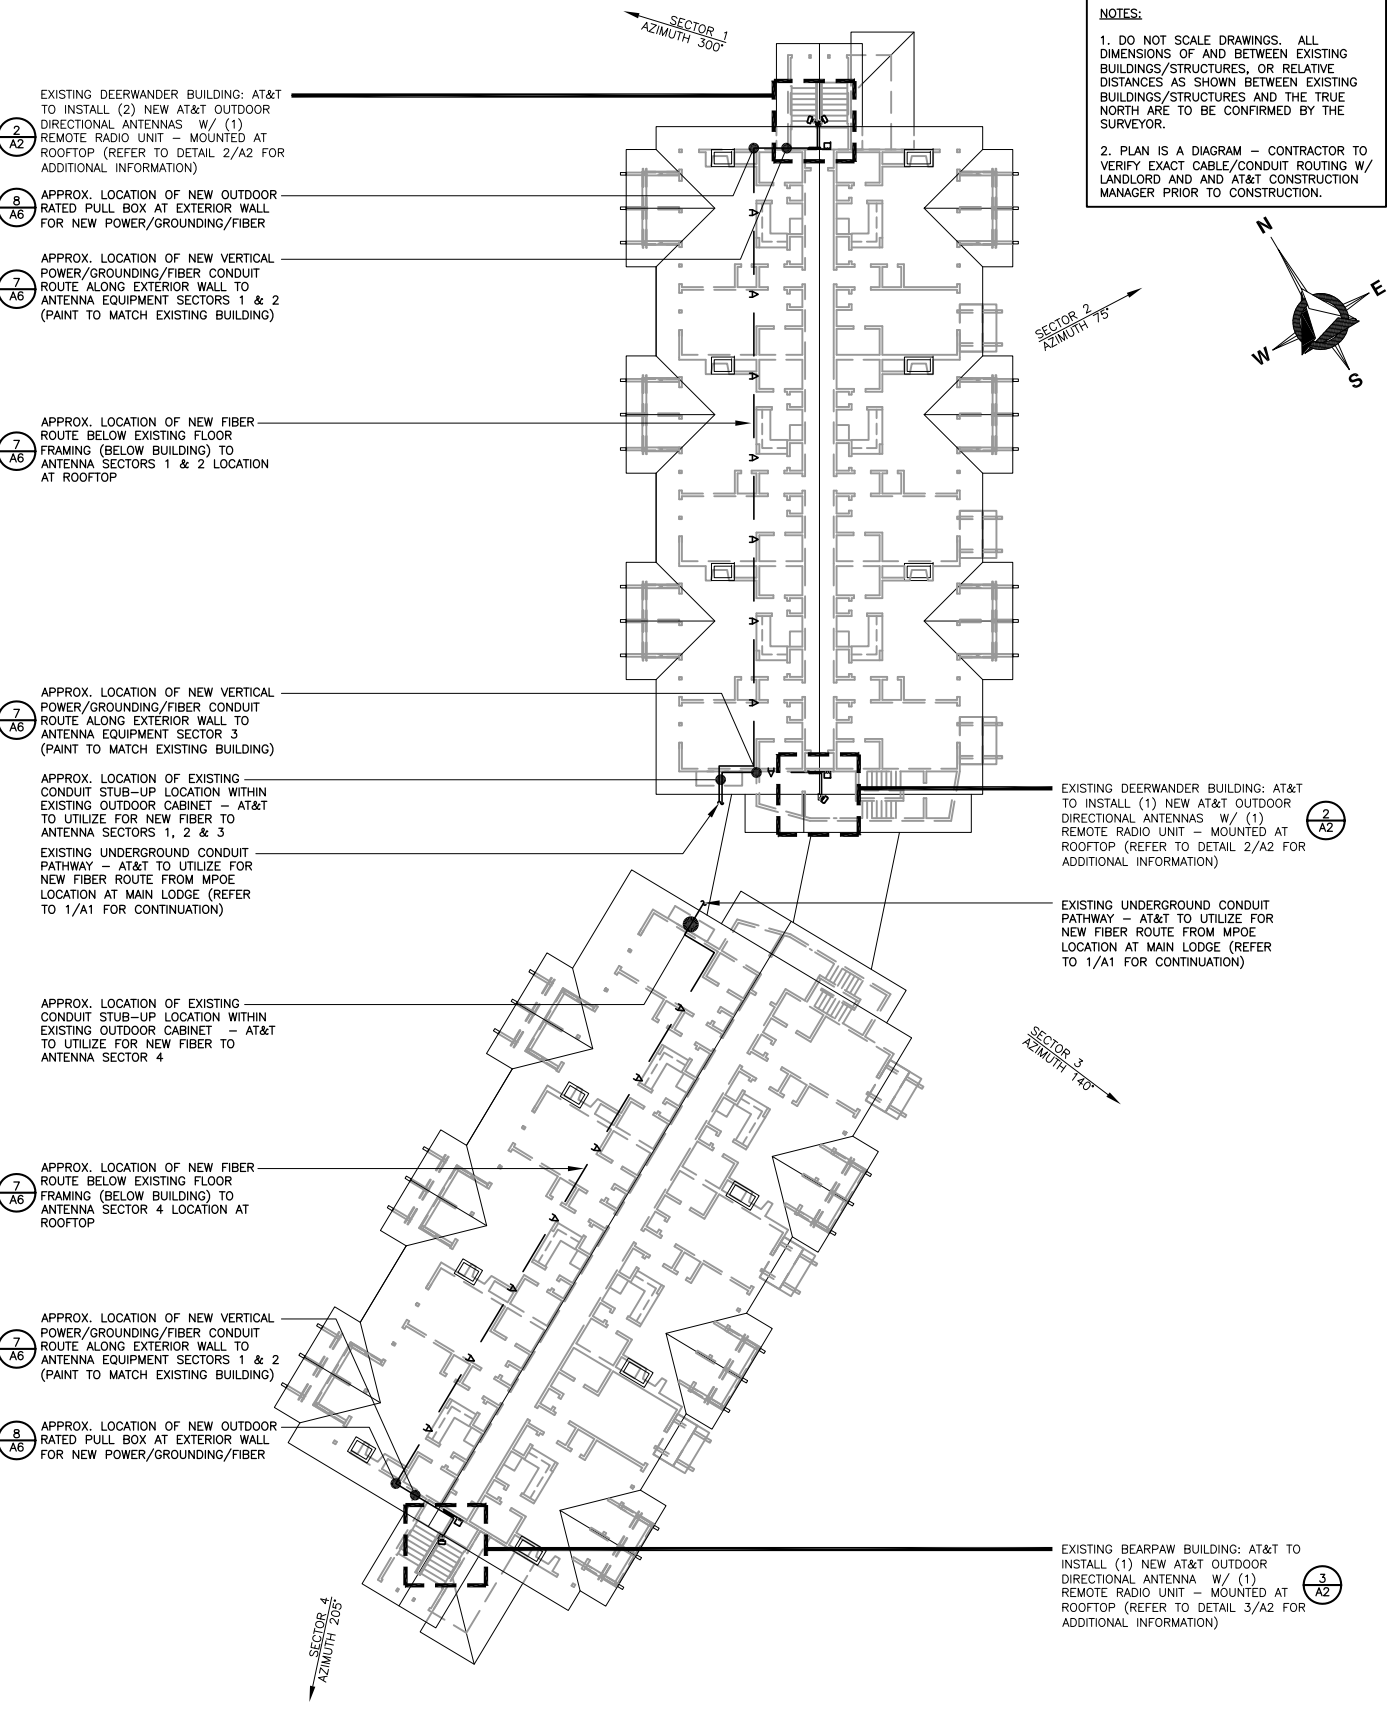 SECTOR 1
AZIMUTH 300°
NOTES:
1. DO NOT SCALE DRAWINGS. ALL
DIMENSIONS OF AND BETWEEN EXISTING
BUILDINGS/STRUCTURES, OR RELATIVE
DISTANCES AS SHOWN BETWEEN EXISTING
BUILDINGS/STRUCTURES AND THE TRUE
NORTH ARE TO BE CONFIRMED BY THE
SURVEYOR.
2. PLAN IS A DIAGRAM – CONTRACTOR TO
VERIFY EXACT CABLE/CONDUIT ROUTING W/
LANDLORD AND AND AT&T CONSTRUCTION
MANAGER PRIOR TO CONSTRUCTION.
N
E
W
S
SECTOR 2
AZIMUTH 75°
EXISTING DEERWANDER BUILDING: AT&T
TO INSTALL (2) NEW AT&T OUTDOOR
DIRECTIONAL ANTENNAS W/ (1)
REMOTE RADIO UNIT – MOUNTED AT
ROOFTOP (REFER TO DETAIL 2/A2 FOR
ADDITIONAL INFORMATION)
2
A2
APPROX. LOCATION OF NEW OUTDOOR
RATED PULL BOX AT EXTERIOR WALL
FOR NEW POWER/GROUNDING/FIBER
8
A6
APPROX. LOCATION OF NEW VERTICAL
POWER/GROUNDING/FIBER CONDUIT
ROUTE ALONG EXTERIOR WALL TO
ANTENNA EQUIPMENT SECTORS 1 & 2
(PAINT TO MATCH EXISTING BUILDING)
7
A6
APPROX. LOCATION OF NEW FIBER
ROUTE BELOW EXISTING FLOOR
FRAMING (BELOW BUILDING) TO
ANTENNA SECTORS 1 & 2 LOCATION
AT ROOFTOP
7
A6
A
A
A
A
A
A
A
A
APPROX. LOCATION OF NEW VERTICAL
POWER/GROUNDING/FIBER CONDUIT
ROUTE ALONG EXTERIOR WALL TO
ANTENNA EQUIPMENT SECTOR 3
(PAINT TO MATCH EXISTING BUILDING)
7
A6
APPROX. LOCATION OF EXISTING
CONDUIT STUB–UP LOCATION WITHIN
EXISTING OUTDOOR CABINET – AT&T
TO UTILIZE FOR NEW FIBER TO
ANTENNA SECTORS 1, 2 & 3
EXISTING UNDERGROUND CONDUIT
PATHWAY – AT&T TO UTILIZE FOR
NEW FIBER ROUTE FROM MPOE
LOCATION AT MAIN LODGE (REFER
TO 1/A1 FOR CONTINUATION)
EXISTING DEERWANDER BUILDING: AT&T
TO INSTALL (1) NEW AT&T OUTDOOR
DIRECTIONAL ANTENNAS W/ (1)
REMOTE RADIO UNIT – MOUNTED AT
ROOFTOP (REFER TO DETAIL 2/A2 FOR
ADDITIONAL INFORMATION)
2
A2
EXISTING UNDERGROUND CONDUIT
PATHWAY – AT&T TO UTILIZE FOR
NEW FIBER ROUTE FROM MPOE
LOCATION AT MAIN LODGE (REFER
TO 1/A1 FOR CONTINUATION)
APPROX. LOCATION OF EXISTING
CONDUIT STUB–UP LOCATION WITHIN
EXISTING OUTDOOR CABINET – AT&T
TO UTILIZE FOR NEW FIBER TO
ANTENNA SECTOR 4
SECTOR 3
AZIMUTH 140°
APPROX. LOCATION OF NEW FIBER
ROUTE BELOW EXISTING FLOOR
FRAMING (BELOW BUILDING) TO
ANTENNA SECTOR 4 LOCATION AT
ROOFTOP
7
A6
A
A
A
A
A
A
A
APPROX. LOCATION OF NEW VERTICAL
POWER/GROUNDING/FIBER CONDUIT
ROUTE ALONG EXTERIOR WALL TO
ANTENNA EQUIPMENT SECTORS 1 & 2
(PAINT TO MATCH EXISTING BUILDING)
7
A6
APPROX. LOCATION OF NEW OUTDOOR
RATED PULL BOX AT EXTERIOR WALL
FOR NEW POWER/GROUNDING/FIBER
8
A6
EXISTING BEARPAW BUILDING: AT&T TO
INSTALL (1) NEW AT&T OUTDOOR
DIRECTIONAL ANTENNA W/ (1)
REMOTE RADIO UNIT – MOUNTED AT
ROOFTOP (REFER TO DETAIL 3/A2 FOR
ADDITIONAL INFORMATION)
3
A2
SECTOR 4
AZIMUTH 205°